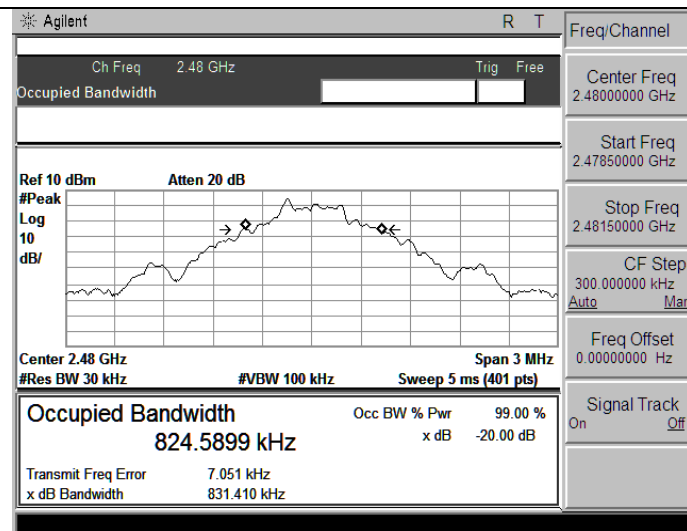 Agilent R T
Ch Freq 2.48 GHz Trig Free
Occupied Bandwidth
Ref 10 dBm Atten 20 dB
#Peak
Log
10
dB/
Center 2.48 GHz Span 3 MHz
#Res BW 30 kHz #VBW 100 kHz Sweep 5 ms (401 pts)
Occupied Bandwidth Occ BW % Pwr 99.00 %
824.5899 kHz x dB -20.00 dB
Transmit Freq Error 7.051 kHz
x dB Bandwidth 831.410 kHz
Freq/Channel
Center Freq
2.48000000 GHz
Start Freq
2.47850000 GHz
Stop Freq
2.48150000 GHz
CF Step
300.000000 kHz
Auto Man
Freq Offset
0.00000000 Hz
Signal Track
On Off